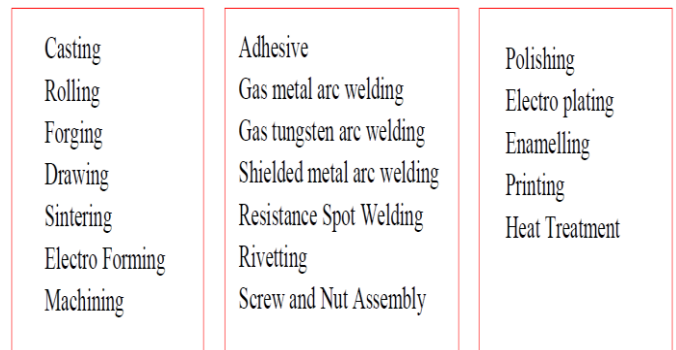 Casting
Rolling
Forging
Drawing
Sintering
Electro Forming
Machining
Adhesive
Gas metal arc welding
Gas tungsten arc welding
Shielded metal arc welding
Resistance Spot Welding
Rivetting
Screw and Nut Assembly
Polishing
Electro plating
Enamelling
Printing
Heat Treatment